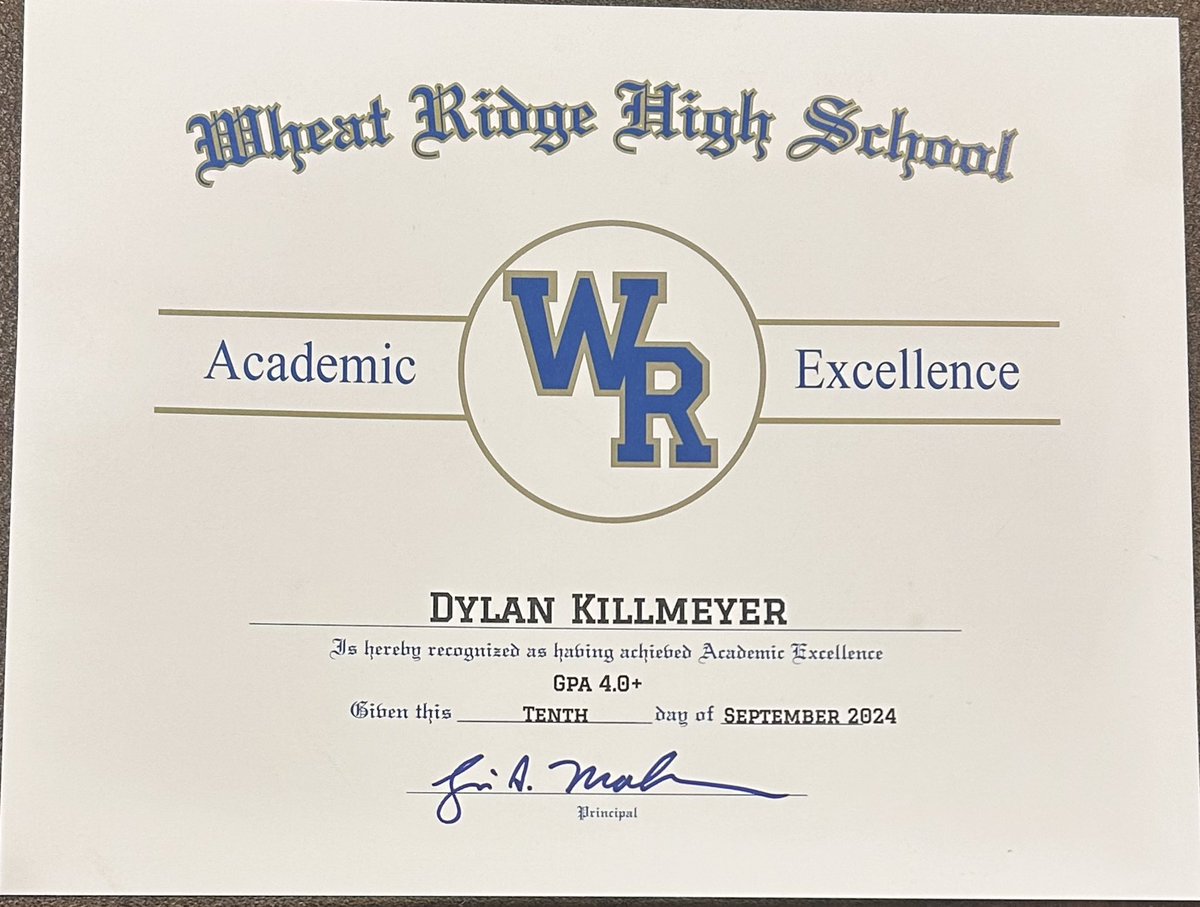 Wheat Ridge High School
WR
Academic Excellence
Dylan Killmeyer
Is hereby recognized as having achieved Academic Excellence
Gpa 4.0+
Given this Tenth day of September 2024
Principal